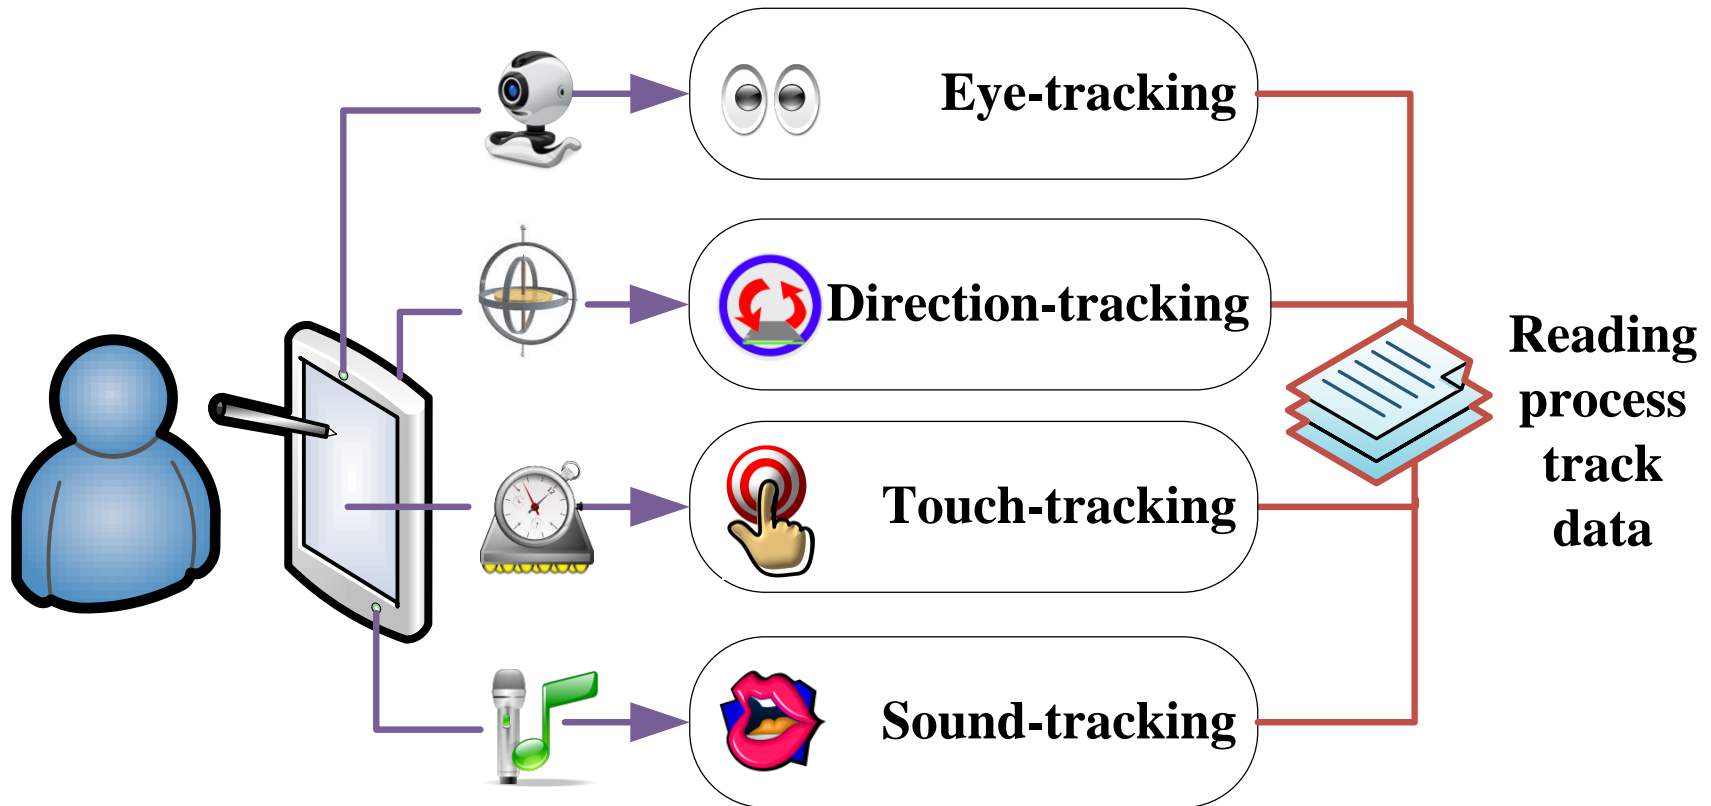 Eye-tracking
Direction-tracking
Touch-tracking
Sound-tracking
Reading
process
track
data